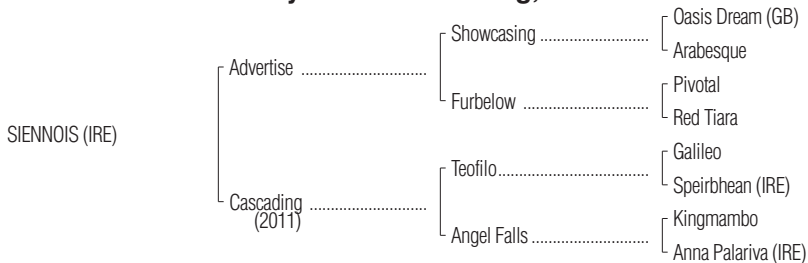 Oasis Dream (GB)
Showcasing ................................
Arabesque
Advertise ..............................
Pivotal
Furbelow ................................
Red Tiara
SIENNOIS (IRE)
Galileo
Teofilo......................................
Speirbhean (IRE)
Cascading ............................
(2011)
Kingmambo
Angel Falls ..............................
Anna Palariva (IRE)